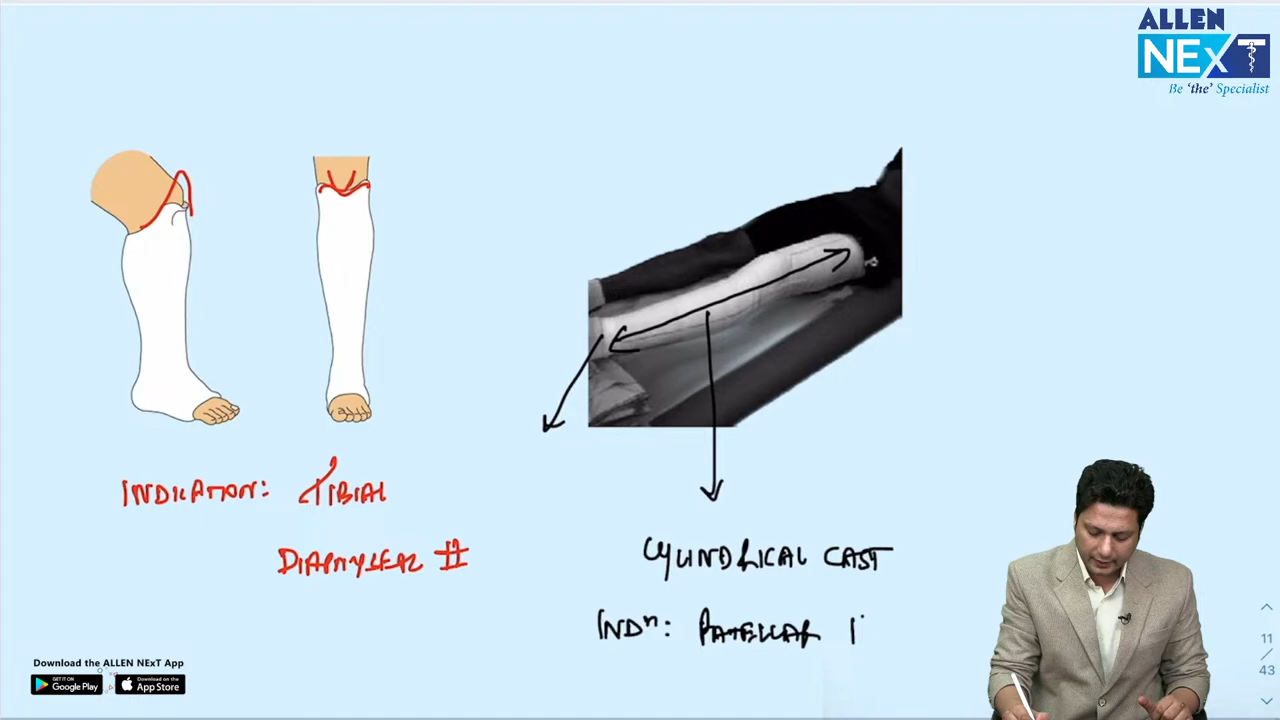 ALLEN
NEXT
Be 'the' Specialist
INDICATION: TIBIAL
DIAPHYSEAL #
CYLINDRICAL CAST
INDⁿ: PATELLAR
Download the ALLEN NExT App
GET IT ON
Google Play
Download on the
App Store
11
/
43